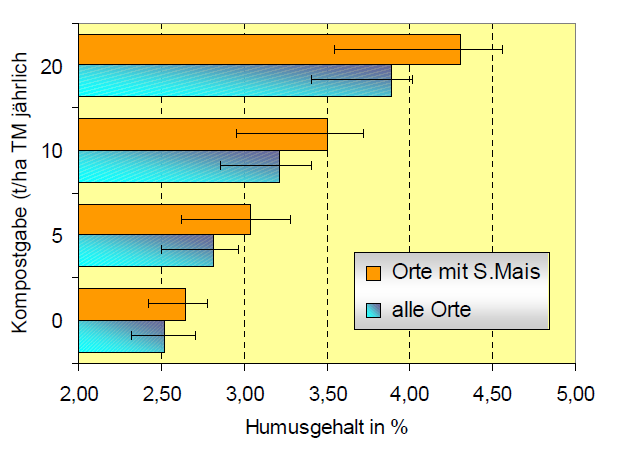 Kompostgabe (t/ha TM jährlich
20
10
5
0
Orte mit S.Mais
alle Orte
2,00 2,50 3,00 3,50 4,00 4,50 5,00
Humusgehalt in %